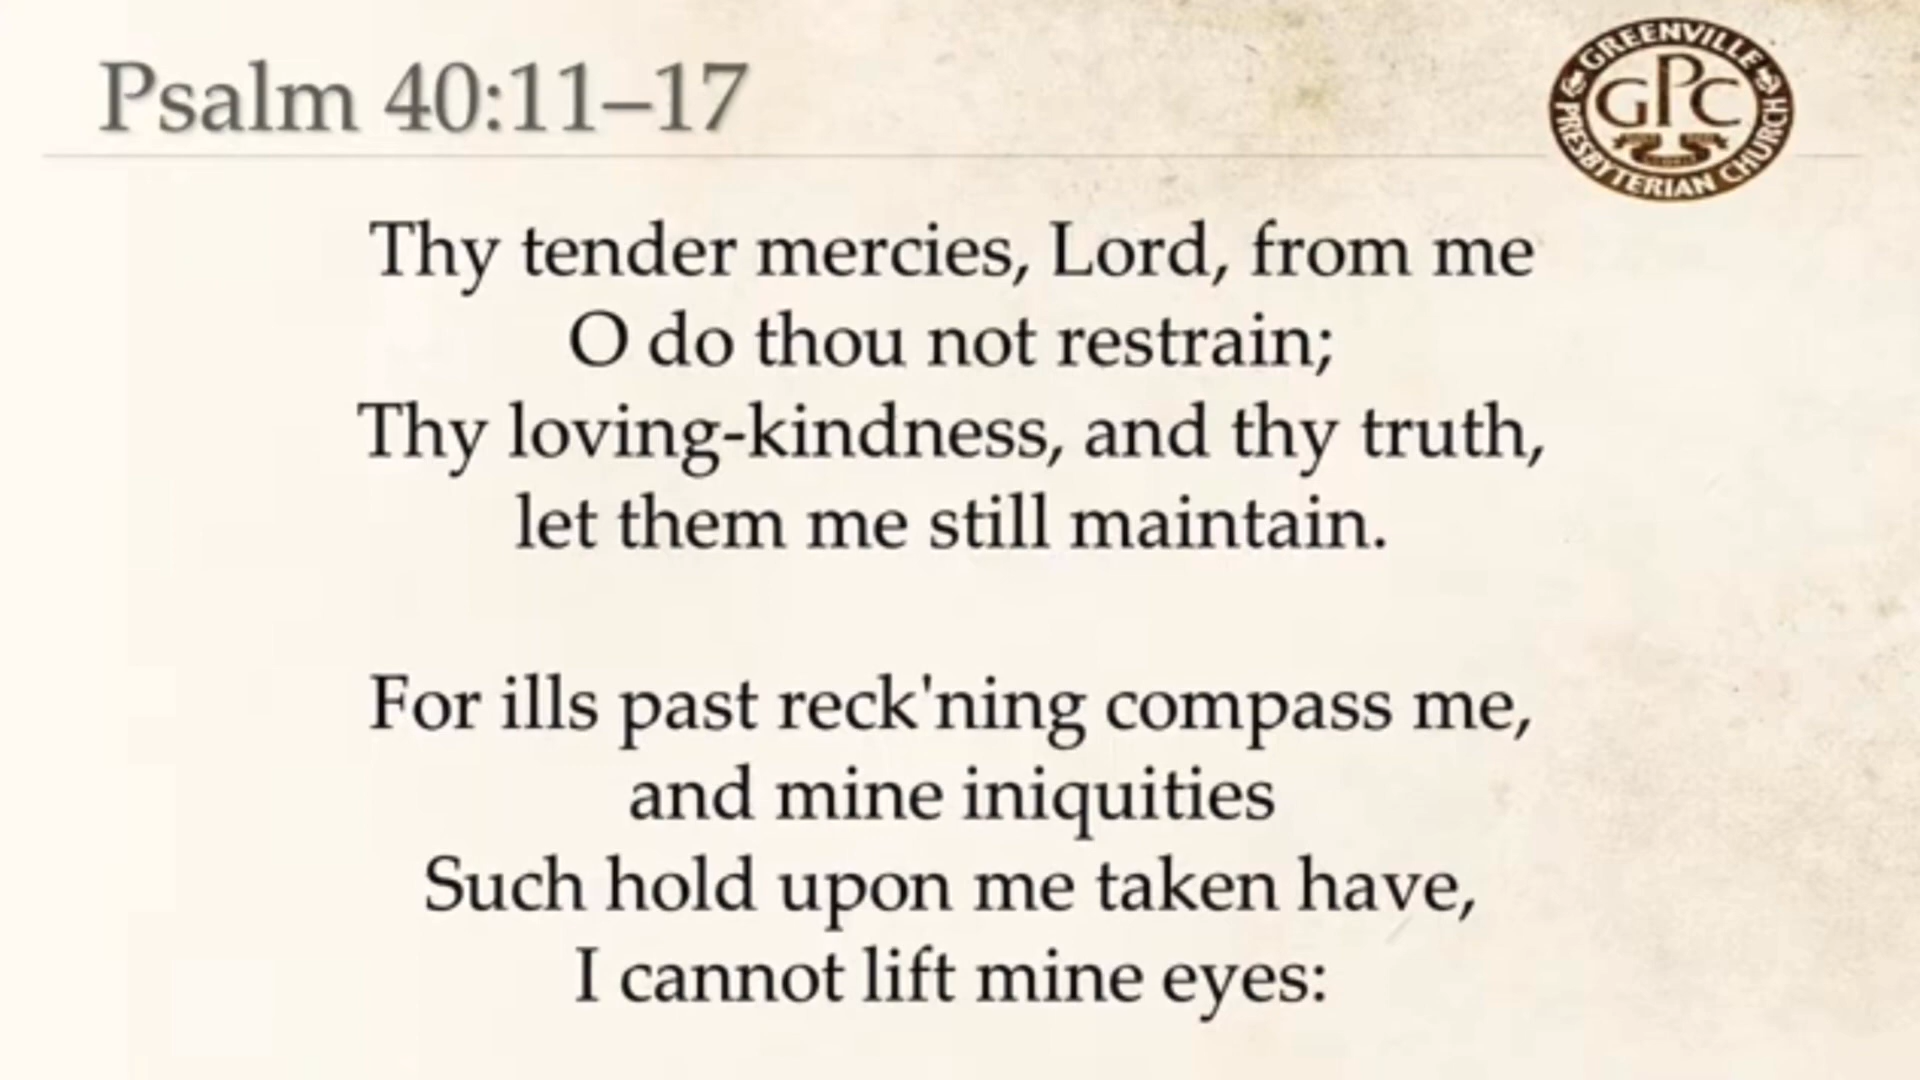 Psalm 40:11–17
GREENVILLE
GPC
PRESBYTERIAN CHURCH
Thy tender mercies, Lord, from me
O do thou not restrain;
Thy loving-kindness, and thy truth,
let them me still maintain.
For ills past reck'ning compass me,
and mine iniquities
Such hold upon me taken have,
I cannot lift mine eyes: